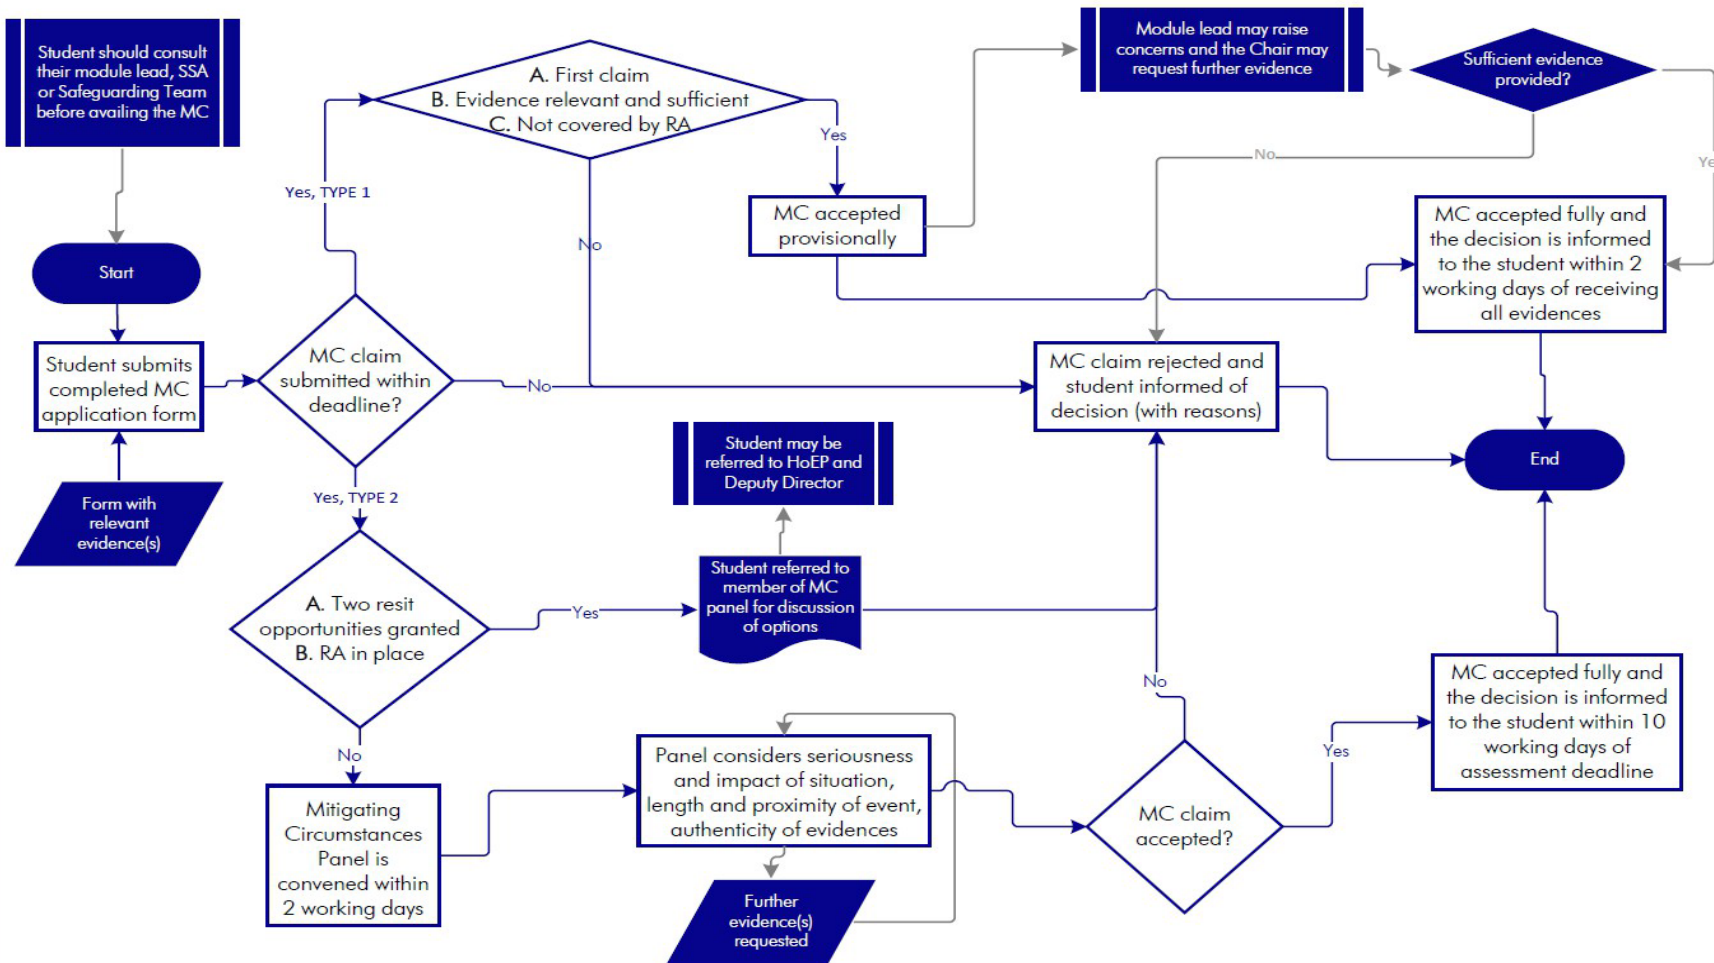 Student should consult
their module lead, SSA
or Safeguarding Team
before availing the MC
Start
Student submits
completed MC
application form
Form with
relevant
evidence(s)
MC claim
submitted within
deadline?
Yes, TYPE 1
A. First claim
B. Evidence relevant and sufficient
C. Not covered by RA
Yes
No
MC accepted
provisionally
Module lead may raise
concerns and the Chair may
request further evidence
Sufficient evidence
provided?
No
Ye
MC accepted fully and
the decision is informed
to the student within 2
working days of receiving
all evidences
No
MC claim rejected and
student informed of
decision (with reasons)
End
Yes, TYPE 2
A. Two resit
opportunities granted
B. RA in place
Yes
Student referred to
member of MC
panel for discussion
of options
Student may be
referred to HoEP and
Deputy Director
No
Mitigating
Circumstances
Panel is
convened within
2 working days
Panel considers seriousness
and impact of situation,
length and proximity of event,
authenticity of evidences
Further
evidence(s)
requested
MC claim
accepted?
No
Yes
MC accepted fully and
the decision is informed
to the student within 10
working days of
assessment deadline